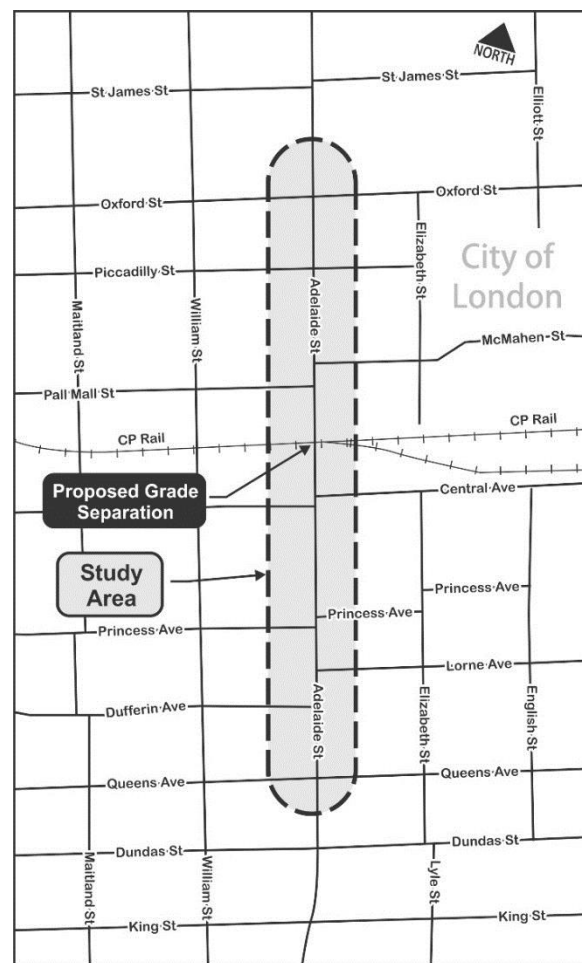 NORTH
St James St
St James St
Elliott St
Oxford St
Oxford St
Elizabeth St
Piccadilly St
City of
London
Maitland St
William St
Adelaide St
McMahen St
Pall Mall St
CP Rail
CP Rail
Proposed Grade
Separation
Central Ave
Study
Area
Princess Ave
Princess Ave
Princess Ave
Lorne Ave
Dufferin Ave
Adelaide St
Elizabeth St
English St
Queens Ave
Queens Ave
Dundas St
Dundas St
Maitland St
William St
Lyle St
King St
King St